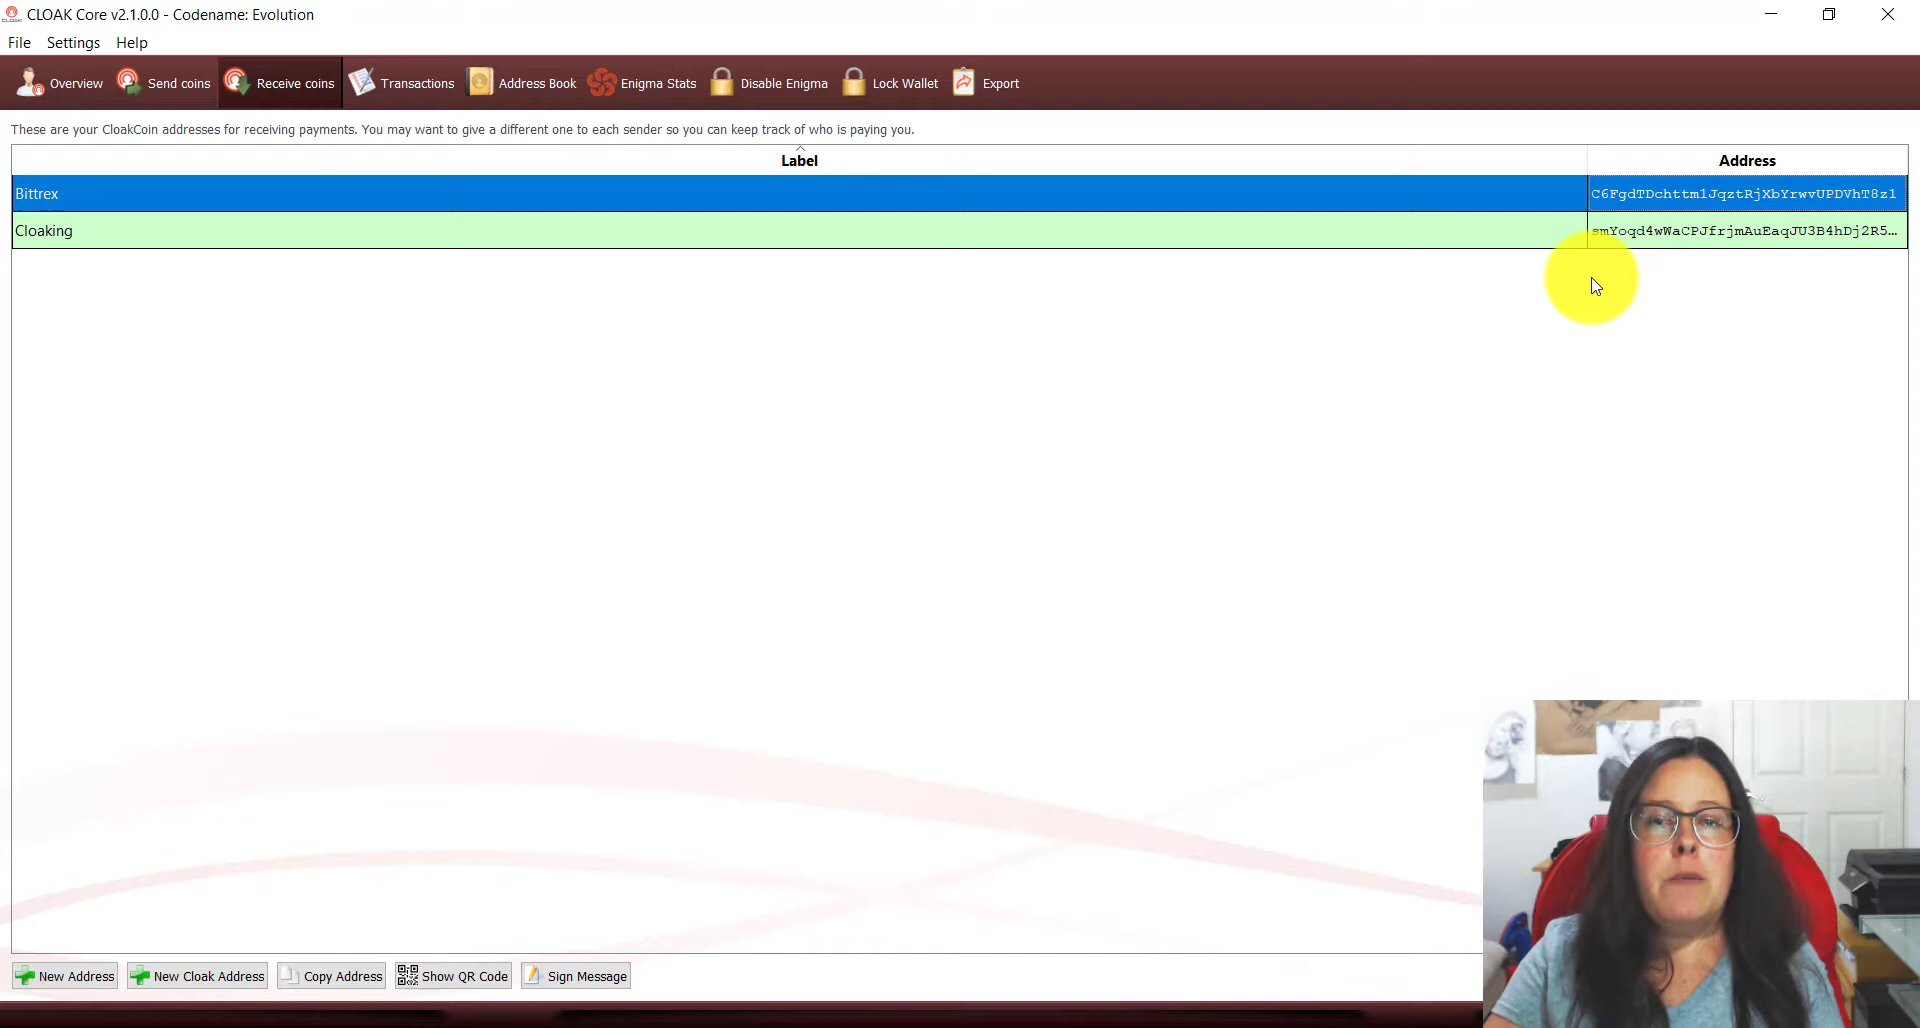 CLOAK Core v2.1.0.0 - Codename: Evolution
File Settings Help
Overview Send coins Receive coins Transactions Address Book Enigma Stats Disable Enigma Lock Wallet Export
These are your CloakCoin addresses for receiving payments. You may want to give a different one to each sender so you can keep track of who is paying you.
Label Address
Bittrex C6FgdTDchttm1JqztRjXbYrwvUPDVhT8z1
Cloaking smYoqd4wWaCPJfrjmAuEaqJU3B4hDj2R5...
New Address New Cloak Address Copy Address Show QR Code Sign Message